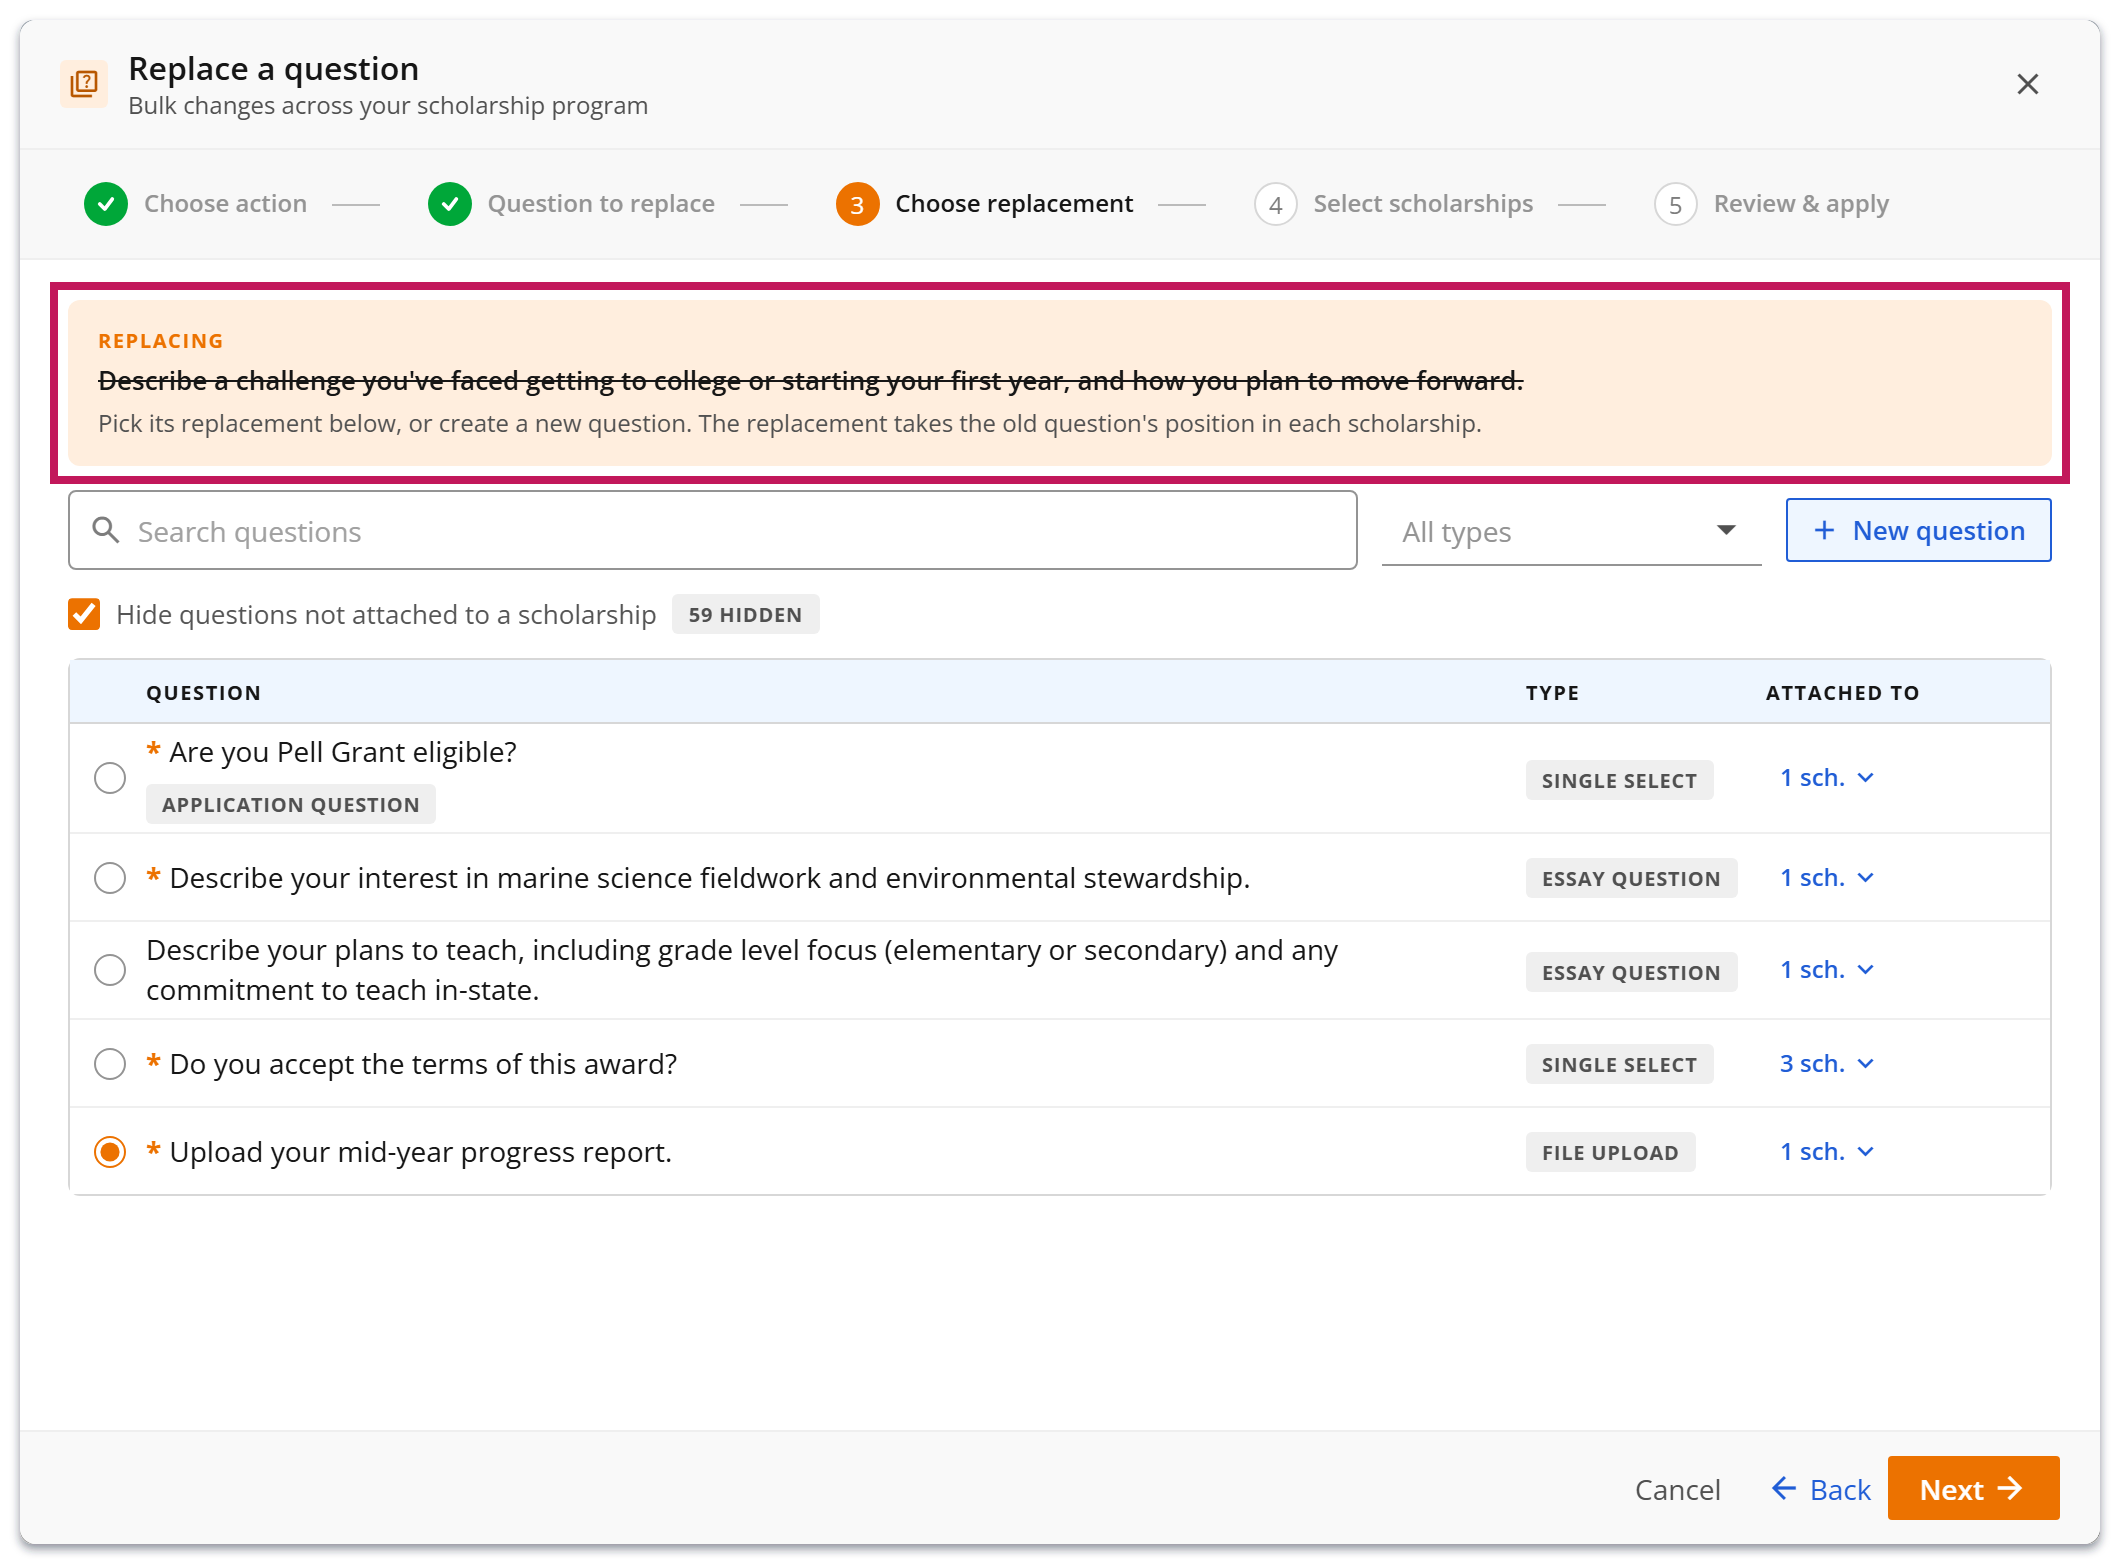 Replace a question
Bulk changes across your scholarship program
Choose action
Question to replace
3 Choose replacement
4 Select scholarships
5 Review & apply
REPLACING
Describe a challenge you've faced getting to college or starting your first year, and how you plan to move forward.
Pick its replacement below, or create a new question. The replacement takes the old question's position in each scholarship.
Search questions
All types
+ New question
Hide questions not attached to a scholarship 59 HIDDEN
QUESTION TYPE ATTACHED TO
* Are you Pell Grant eligible?
APPLICATION QUESTION
SINGLE SELECT 1 sch.
* Describe your interest in marine science fieldwork and environmental stewardship. ESSAY QUESTION 1 sch.
Describe your plans to teach, including grade level focus (elementary or secondary) and any
commitment to teach in-state.
ESSAY QUESTION 1 sch.
* Do you accept the terms of this award? SINGLE SELECT 3 sch.
* Upload your mid-year progress report. FILE UPLOAD 1 sch.
Cancel
Back
Next